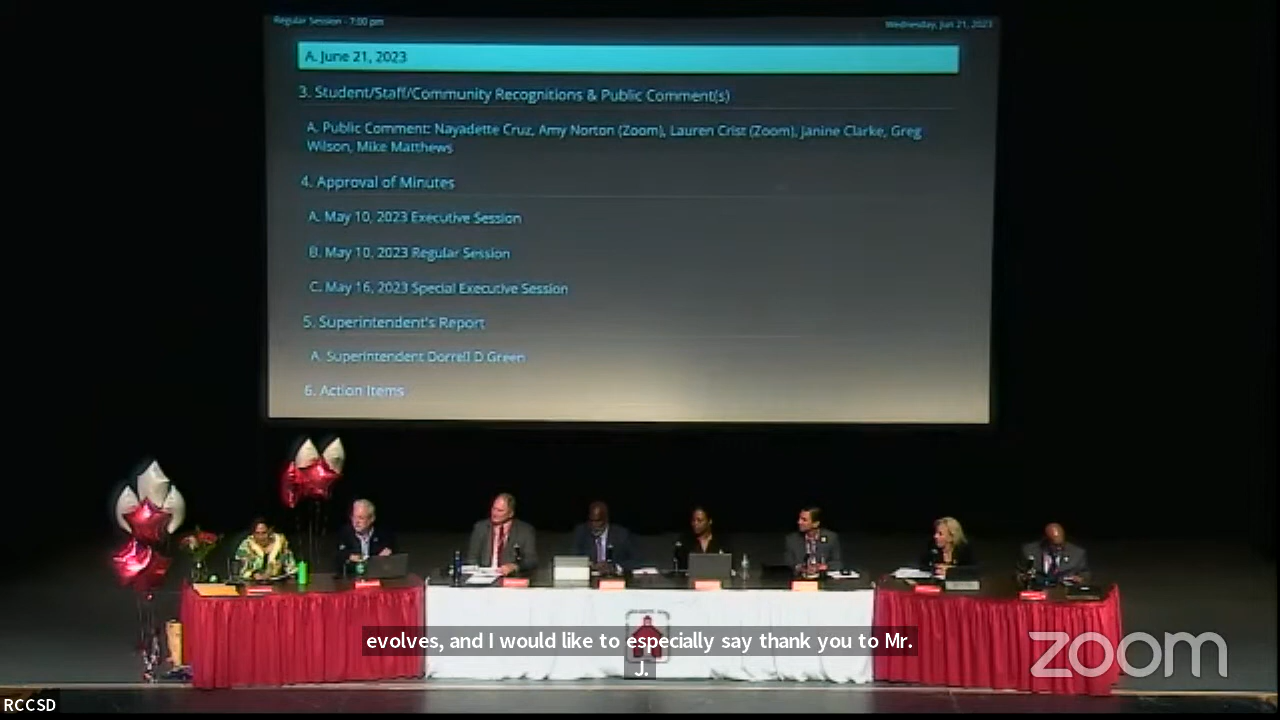 Regular Session - 7:00 pm
Wednesday, Jun 21, 2023
A. June 21, 2023
3. Student/Staff/Community Recognitions & Public Comment(s)
A. Public Comment: Nayadette Cruz, Amy Norton (Zoom), Lauren Crist (Zoom), Janine Clarke, Greg
Wilson, Mike Matthews
4. Approval of Minutes
A. May 10, 2023 Executive Session
B. May 10, 2023 Regular Session
C. May 16, 2023 Special Executive Session
5. Superintendent's Report
A. Superintendent Dorrell D Green
6. Action Items
evolves, and I would like to especially say thank you to Mr.
J.
zoom
RCCSD